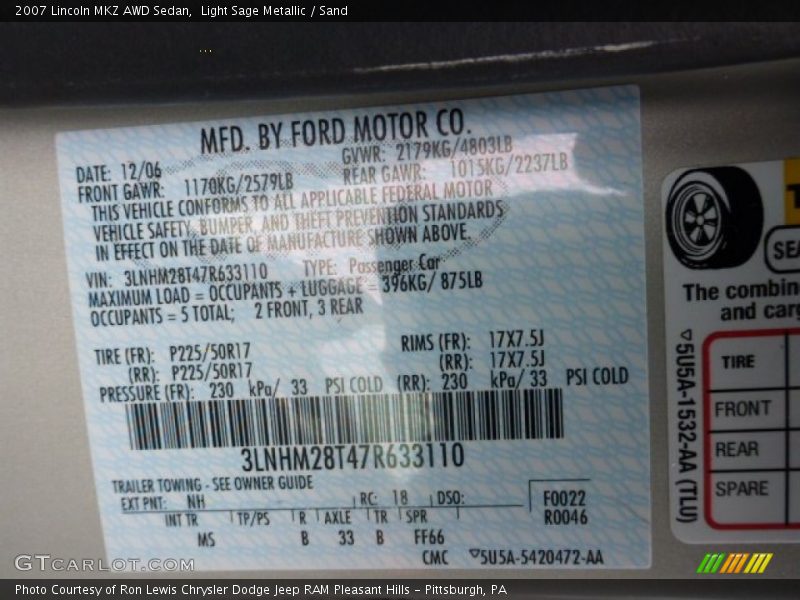 2007 Lincoln MKZ AWD Sedan,  Light Sage Metallic / Sand
MFD. BY FORD MOTOR CO.
DATE: 12/06 GVWR: 2179KG/4803LB
FRONT GAWR: 1170KG/2579LB REAR GAWR: 1015KG/2237LB
THIS VEHICLE CONFORMS TO ALL APPLICABLE FEDERAL MOTOR
VEHICLE SAFETY, BUMPER, AND THEFT PREVENTION STANDARDS
IN EFFECT ON THE DATE OF MANUFACTURE SHOWN ABOVE.
VIN: 3LNHM28T47R633110 TYPE: Passenger Car
MAXIMUM LOAD = OCCUPANTS + LUGGAGE = 396KG/ 875LB
OCCUPANTS = 5 TOTAL; 2 FRONT, 3 REAR
TIRE (FR): P225/50R17 RIMS (FR): 17X7.5J
(RR): P225/50R17 (RR): 17X7.5J
PRESSURE (FR): 230 kPa/ 33 PSI COLD (RR): 230 kPa/ 33 PSI COLD
3LNHM28T47R633110
TRAILER TOWING - SEE OWNER GUIDE
EXT PNT: NH RC: 18 DSO: F0022
INT TR TP/PS R AXLE TR SPR R0046
MS B 33 B FF66
CMC 5U5A-5420472-AA
T
SEA
The combin
and carg
5U5A-1532-AA (TLU)
TIRE
FRONT
REAR
SPARE
GTCARLOT.COM
Photo Courtesy of Ron Lewis Chrysler Dodge Jeep RAM Pleasant Hills - Pittsburgh, PA